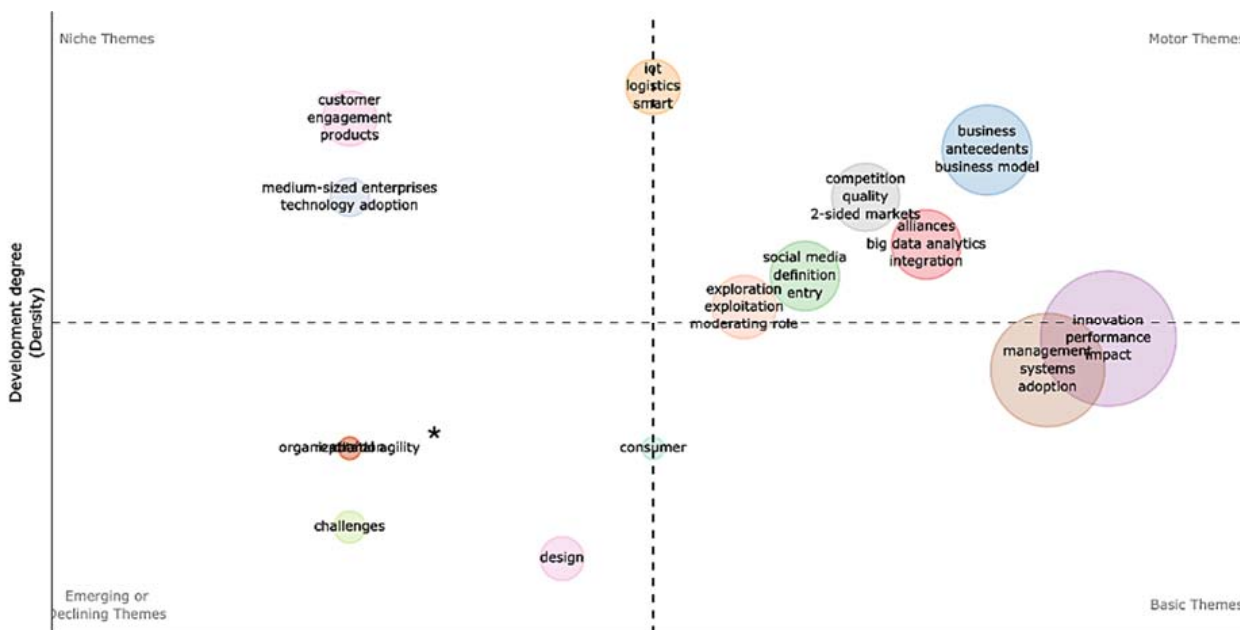 Niche Themes
Motor Themes
iot
logistics
smart
customer
engagement
products
business
antecedents
business model
medium-sized enterprises
technology adoption
competition
quality
2-sided markets
alliances
big data analytics
integration
social media
definition
entry
exploration
exploitation
moderating role
innovation
performance
impact
management
systems
adoption
Development degree
(Density)
agility
*
consumer
challenges
design
Emerging or
Declining Themes
Basic Themes